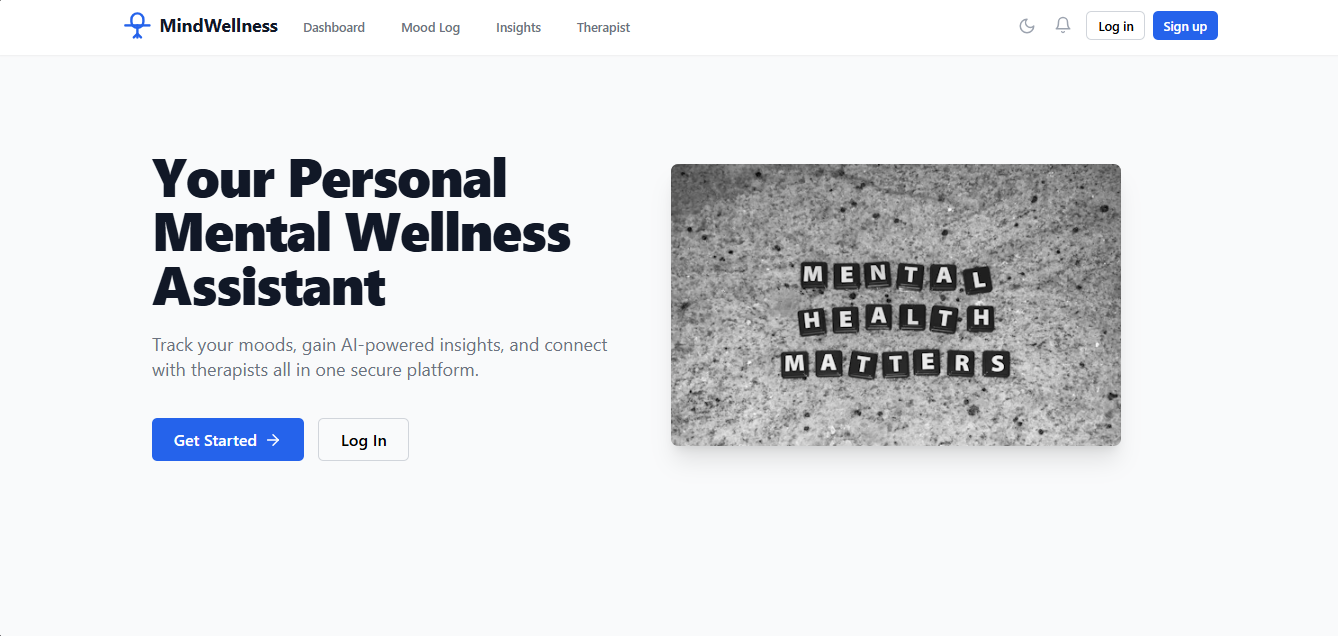 MindWellness
Dashboard
Mood Log
Insights
Therapist
Log in
Sign up
Your Personal
Mental Wellness
Assistant
Track your moods, gain AI-powered insights, and connect
with therapists all in one secure platform.
Get Started
Log In
MENTAL
HEALTH
MATTERS